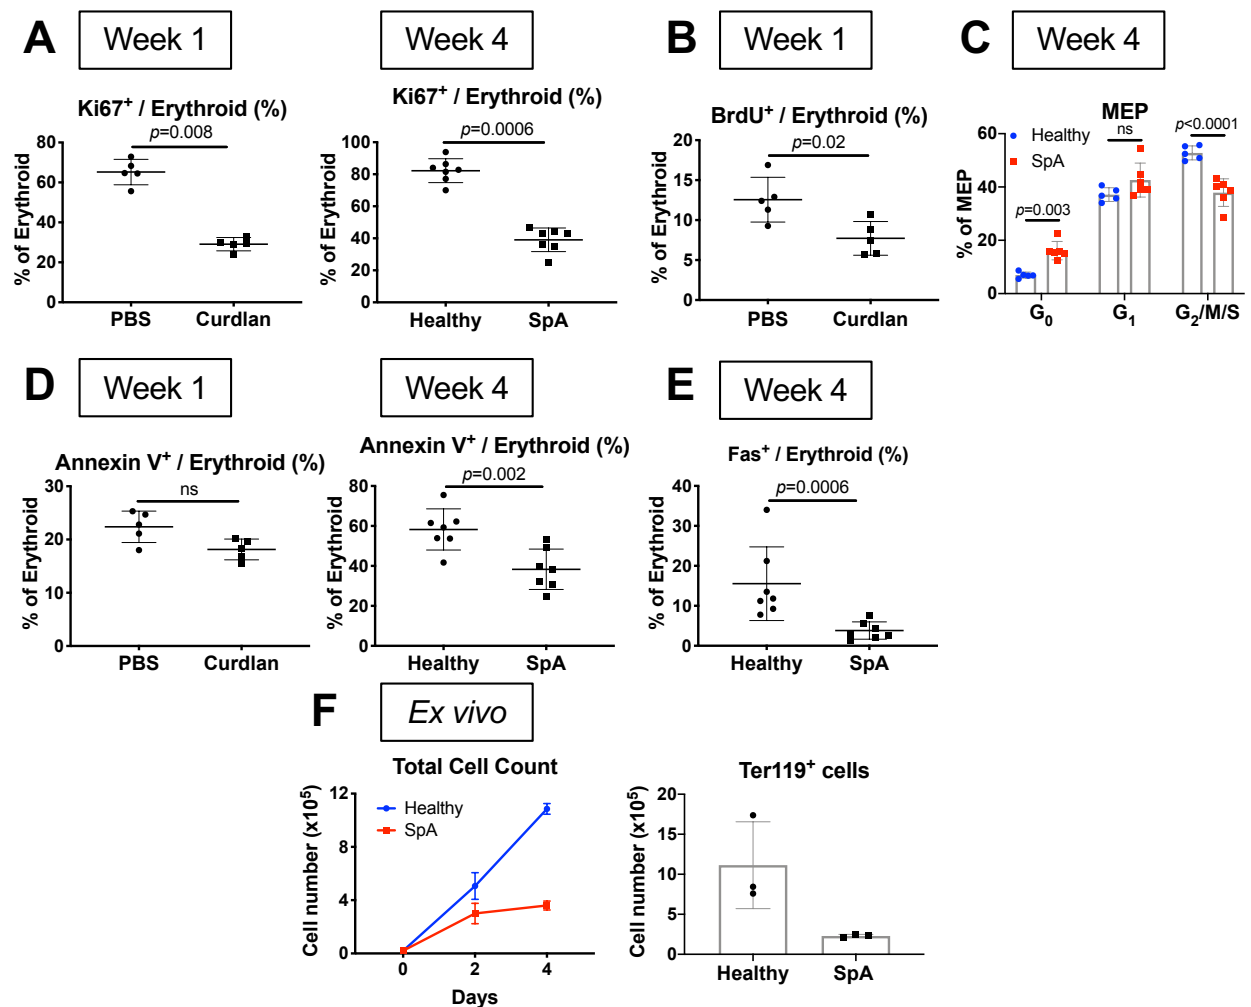 A Week 1 Week 4 B Week 1 C Week 4
Ki67⁺ / Erythroid (%)
% of Erythroid
80
60
40
20
0
p=0.008
PBS Curdlan
Ki67⁺ / Erythroid (%)
% of Erythroid
100
80
60
40
20
0
p=0.0006
Healthy SpA
BrdU⁺ / Erythroid (%)
% of Erythroid
20
15
10
5
0
p=0.02
PBS Curdlan
MEP
% of MEP
60
40
20
0
Healthy
SpA
p=0.003
ns
p<0.0001
G₀ G₁ G₂/M/S
D Week 1 Week 4 E Week 4
Annexin V⁺ / Erythroid (%)
% of Erythroid
30
20
10
0
ns
PBS Curdlan
Annexin V⁺ / Erythroid (%)
% of Erythroid
80
60
40
20
0
p=0.002
Healthy SpA
Fas⁺ / Erythroid (%)
% of Erythroid
40
30
20
10
0
p=0.0006
Healthy SpA
F Ex vivo
Total Cell Count
Cell number (x10⁵)
12
8
4
0
Healthy
SpA
0 2 4
Days
Ter119⁺ cells
Cell number (x10⁵)
20
15
10
5
0
Healthy SpA